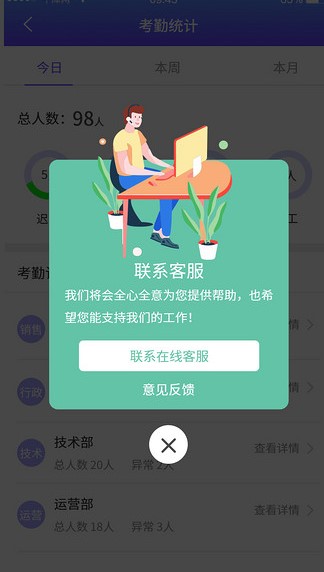 考勤统计
今日
本周
本月
总人数：98人
5
人
迟
工
联系客服
我们将会全心全意为您提供帮助，也希
望您能支持我们的工作！
联系在线客服
意见反馈
考勤
销售
情
行政
情
技术
技术部
查看详情
总人数 20人 异常 2人
运营
运营部
查看详情
总人数 18人 异常 3人